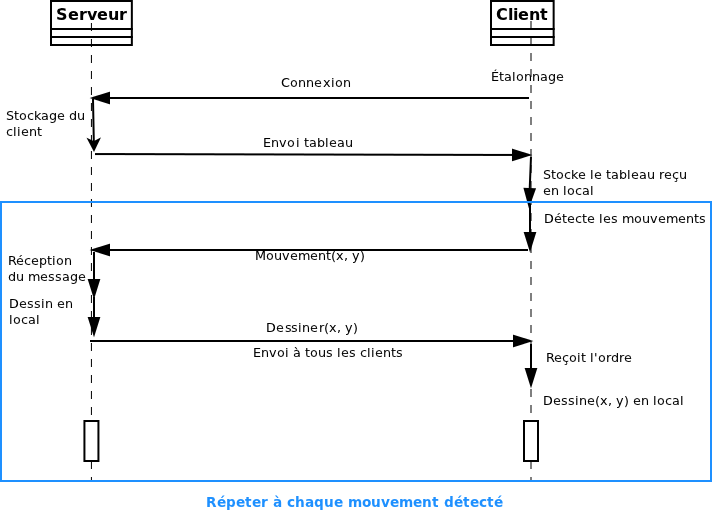 Serveur
Client
Étalonnage
Connexion
Stockage du
client
Envoi tableau
Stocke le tableau reçu
en local
Détecte les mouvements
Mouvement(x, y)
Réception
du message
Dessin en
local
Dessiner(x, y)
Envoi à tous les clients
Reçoit l'ordre
Dessine(x, y) en local
Répeter à chaque mouvement détecté